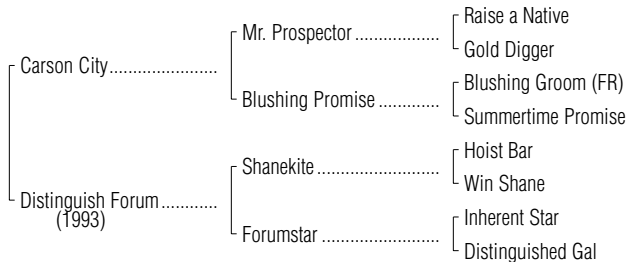 Raise a Native
Mr. Prospector ...................
Gold Digger
Carson City........................
Blushing Groom (FR)
Blushing Promise ..............
Summertime Promise
Hoist Bar
Shanekite ...........................
Win Shane
Distinguish Forum ............
(1993)
Inherent Star
Forumstar ..........................
Distinguished Gal